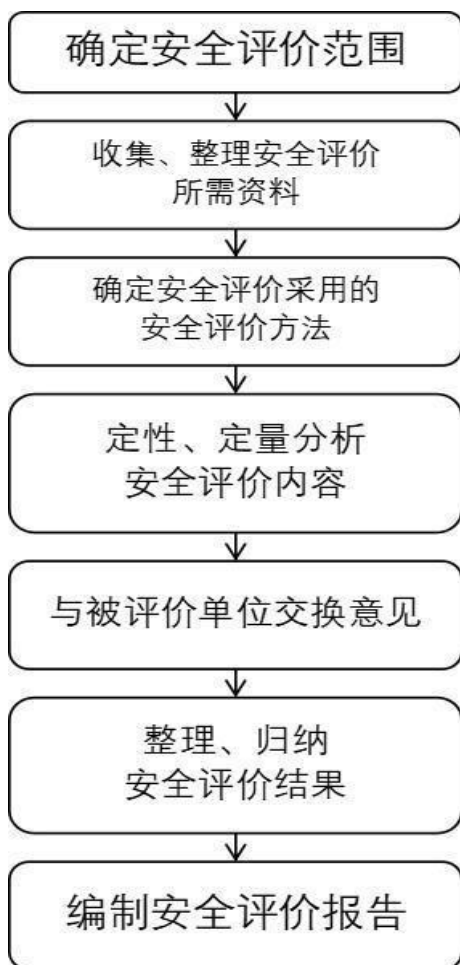 确定安全评价范围
收集、整理安全评价
所需资料
确定安全评价采用的
安全评价方法
定性、定量分析
安全评价内容
与被评价单位交换意见
整理、归纳
安全评价结果
编制安全评价报告